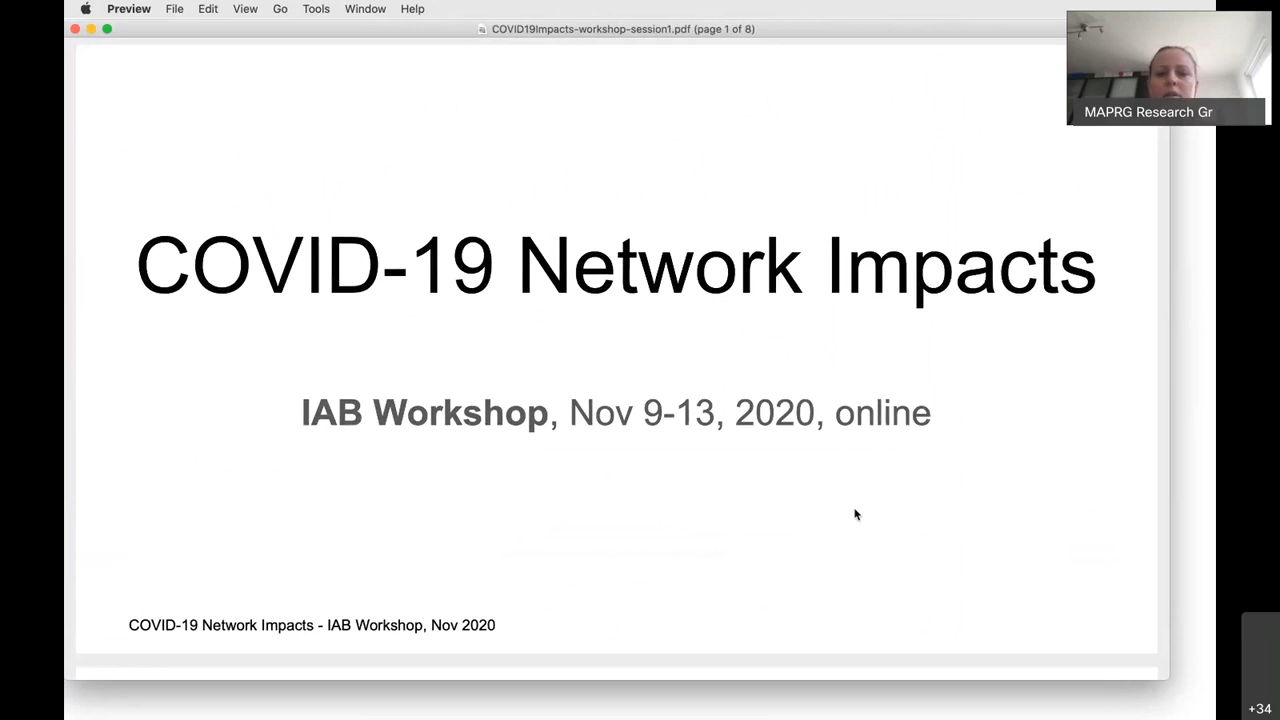 Preview File Edit View Go Tools Window Help
COVID19Impacts-workshop-session1.pdf (page 1 of 8)
MAPRG Research Gr
COVID-19 Network Impacts
IAB Workshop, Nov 9-13, 2020, online
COVID-19 Network Impacts - IAB Workshop, Nov 2020
+34